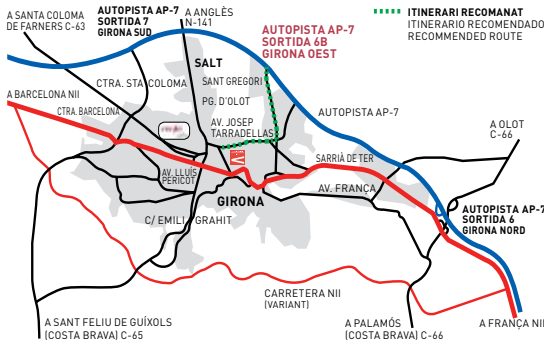 A SANTA COLOMA
DE FARNERS C-63
AUTOPISTA AP-7
SORTIDA 7
GIRONA SUD
A ANGLÈS
N-141
AUTOPISTA AP-7
SORTIDA 6B
GIRONA OEST
ITINERARI RECOMANAT
ITINERARIO RECOMENDADO
RECOMMENDED ROUTE
SALT
CTRA. STA COLOMA
SANT GREGORI
A BARCELONA NII
PG. D'OLOT
CTRA. BARCELONA
AV. JOSEP
TARRADELLAS
AUTOPISTA AP-7
A OLOT
C-66
SARRIÀ DE TER
AV. LLUÍS
PERICOT
AV. FRANÇA
GIRONA
C/ EMILI GRAHIT
AUTOPISTA AP-7
SORTIDA 6
GIRONA NORD
CARRETERA NII
(VARIANT)
A SANT FELIU DE GUÍXOLS
(COSTA BRAVA) C-65
A PALAMÓS
(COSTA BRAVA) C-66
A FRANÇA NII